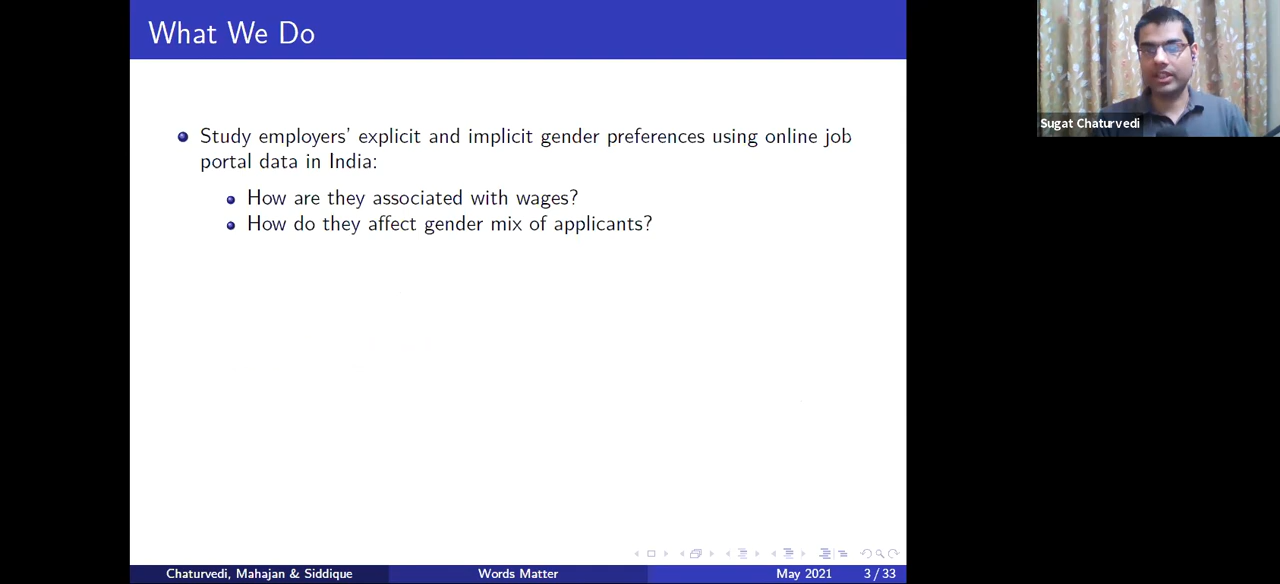 What We Do
Sugat Chaturvedi
Study employers' explicit and implicit gender preferences using online job
portal data in India:
How are they associated with wages?
How do they affect gender mix of applicants?
Chaturvedi, Mahajan & Siddique
Words Matter
May 2021
3 / 33